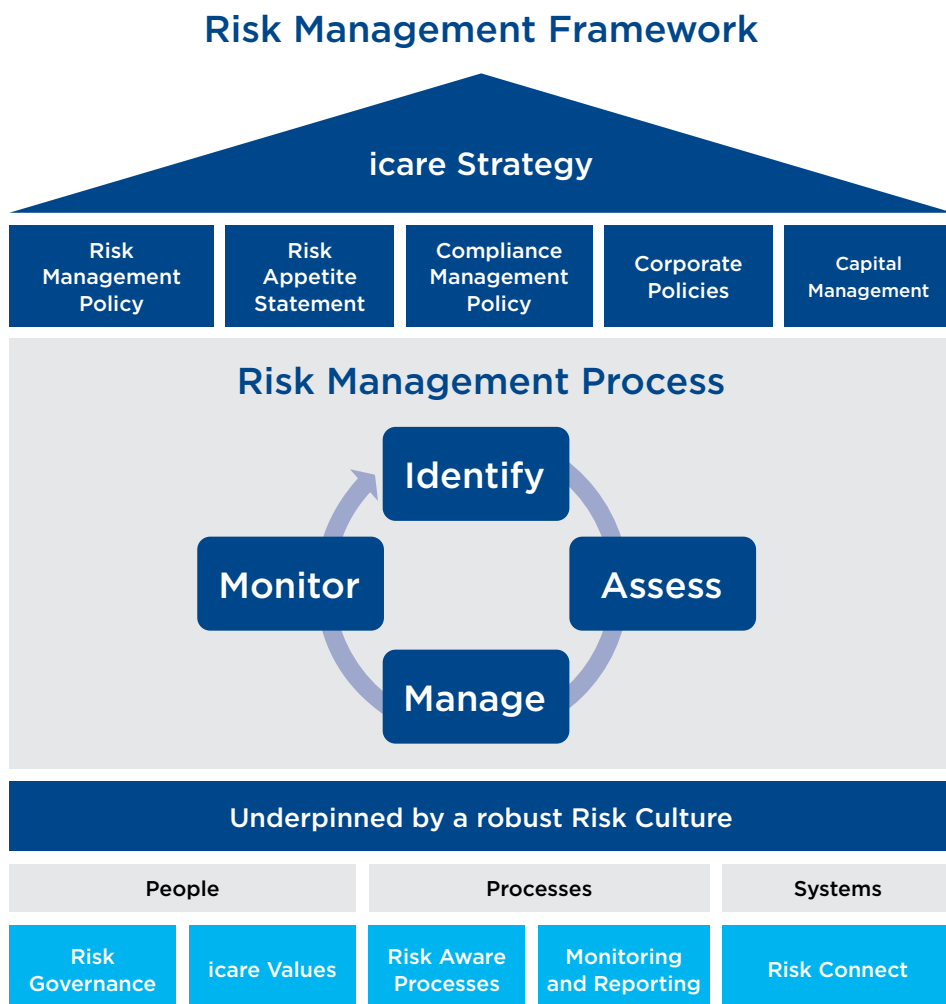 Risk Management Framework
icare Strategy
Risk
Management
Policy
Risk
Appetite
Statement
Compliance
Management
Policy
Corporate
Policies
Capital
Management
Risk Management Process
Identify
Assess
Manage
Monitor
Underpinned by a robust Risk Culture
People
Processes
Systems
Risk
Governance
icare Values
Risk Aware
Processes
Monitoring
and Reporting
Risk Connect